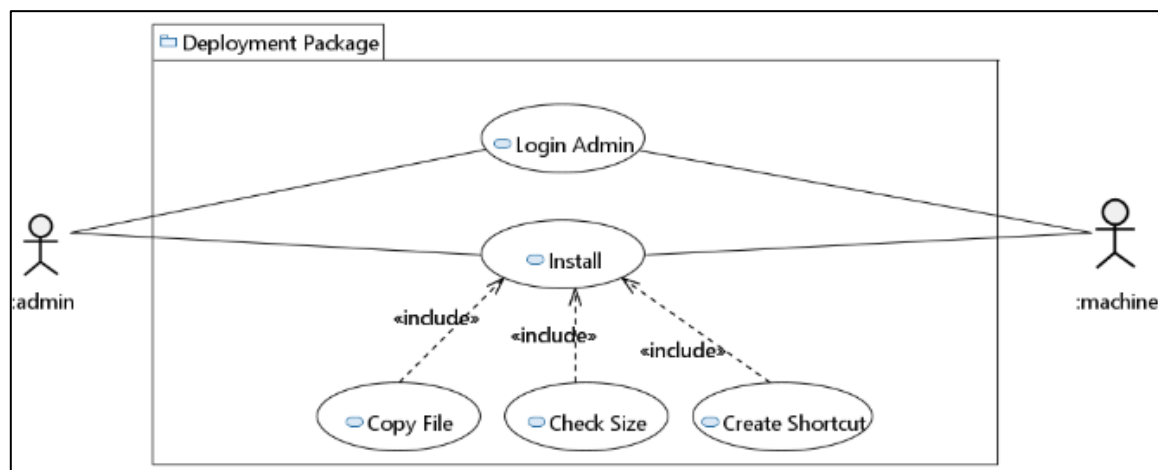 Deployment Package
Login Admin
Install
:admin
:machine
«include»
«include»
«include»
Copy File
Check Size
Create Shortcut